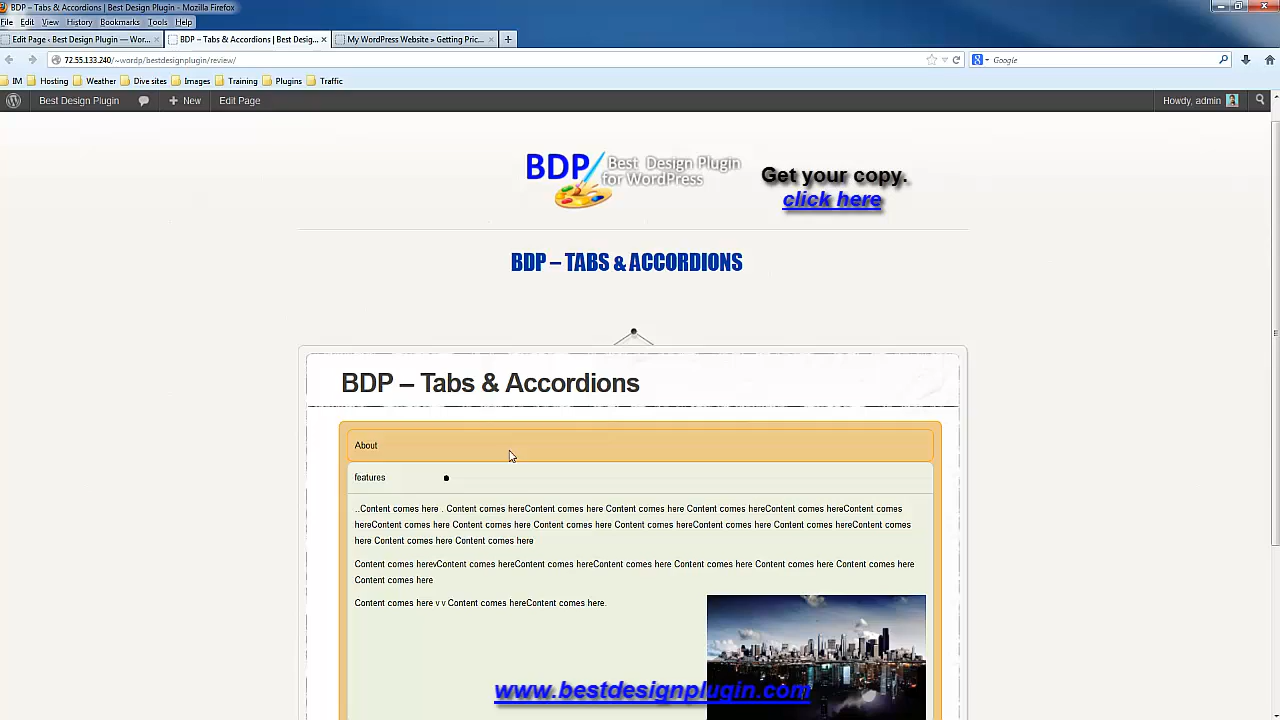 BDP – Tabs & Accordions | Best Design Plugin - Mozilla Firefox
File Edit View History Bookmarks Tools Help
Edit Page ‹ Best Design Plugin — Wor... × BDP – Tabs & Accordions | Best Desig... × My WordPress Website » Getting Pric... × +
72.55.133.240/~wordp/bestdesignplugin/review/ Google
IM Hosting Weather Dive sites Images Training Plugins Traffic
Best Design Plugin + New Edit Page Howdy, admin
BDP Best Design Plugin
for WordPress
Get your copy.
click here
BDP – TABS & ACCORDIONS
BDP – Tabs & Accordions
About
features
..Content comes here . Content comes hereContent comes here Content comes here Content comes hereContent comes hereContent comes
hereContent comes here Content comes here Content comes here Content comes hereContent comes here Content comes hereContent comes
here Content comes here Content comes here
Content comes herevContent comes hereContent comes hereContent comes here Content comes here Content comes here Content comes here
Content comes here
Content comes here v v Content comes hereContent comes here.
www.bestdesignplugin.com